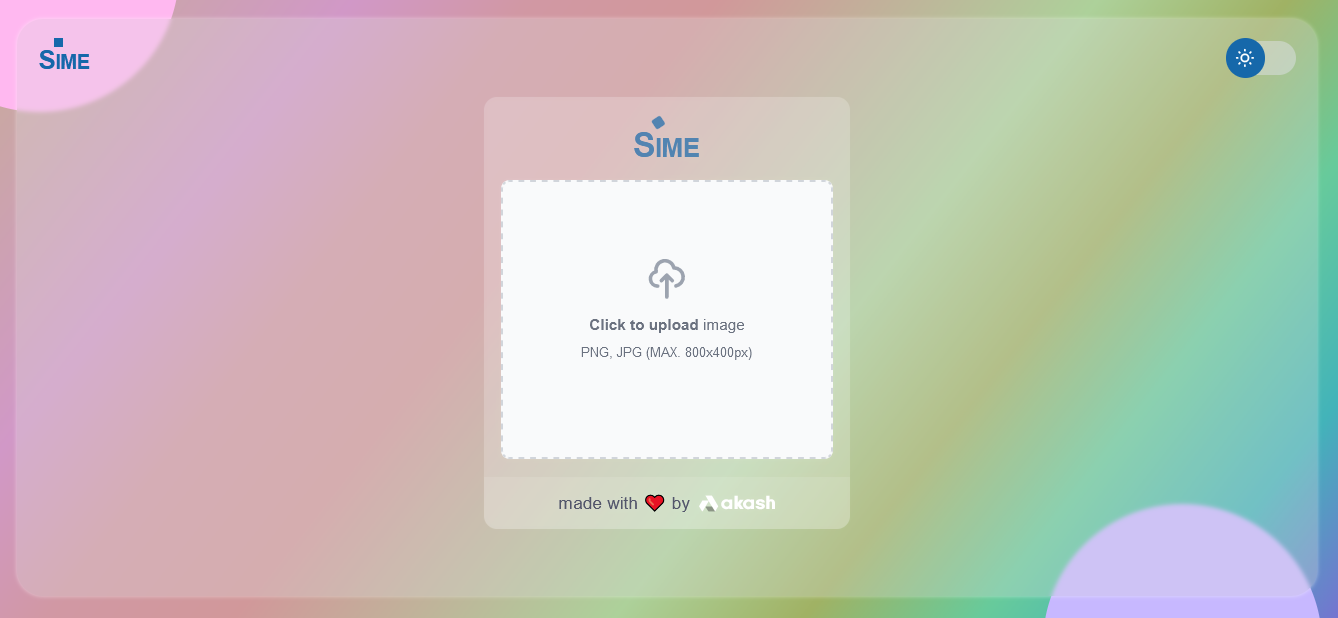 SIME
SIME
Click to upload image
PNG, JPG (MAX. 800x400px)
made with by akash